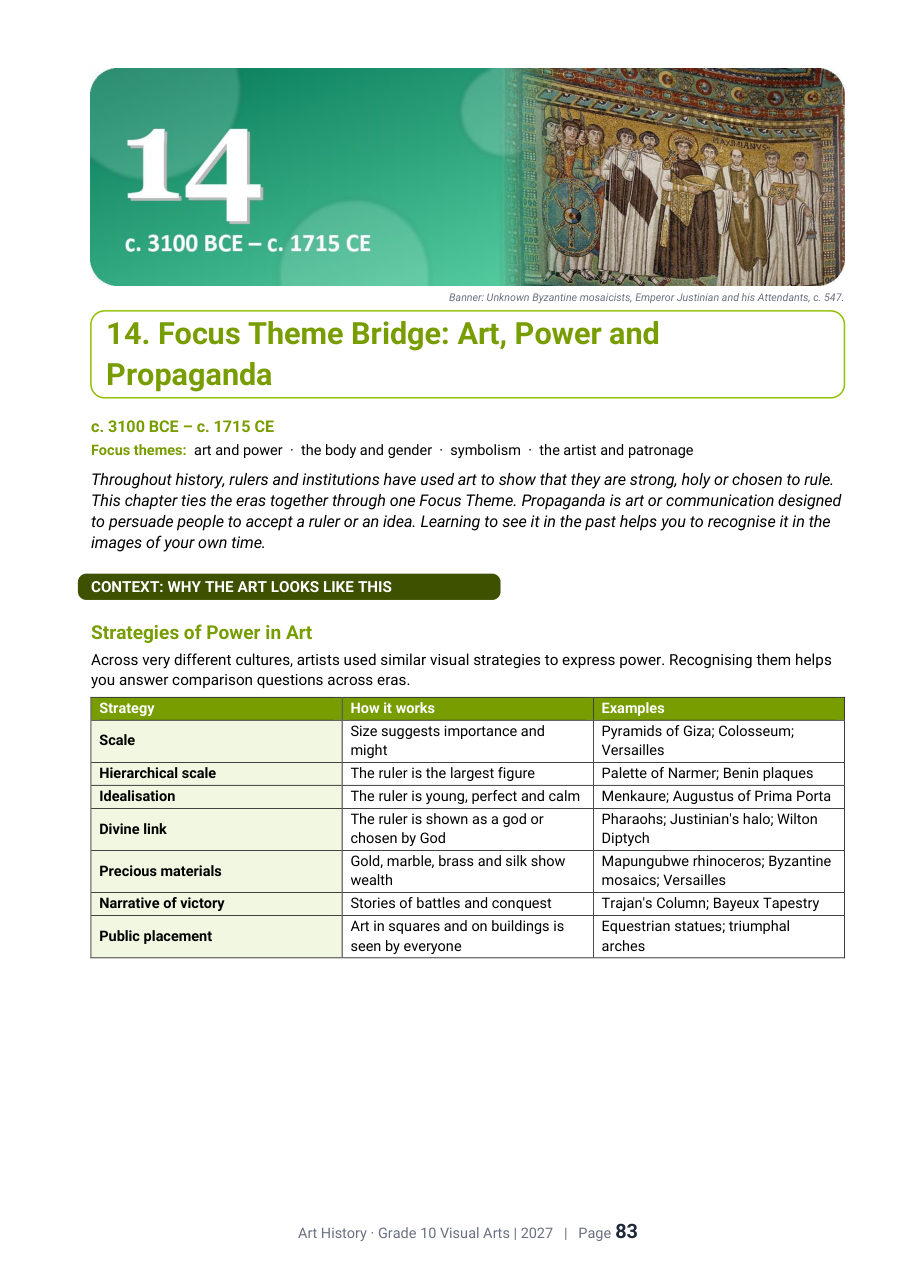 14
c. 3100 BCE – c. 1715 CE
MAXIMIANVS
Banner: Unknown Byzantine mosaicists, Emperor Justinian and his Attendants, c. 547.
14. Focus Theme Bridge: Art, Power and
Propaganda
c. 3100 BCE – c. 1715 CE
Focus themes: art and power · the body and gender · symbolism · the artist and patronage
Throughout history, rulers and institutions have used art to show that they are strong, holy or chosen to rule.
This chapter ties the eras together through one Focus Theme. Propaganda is art or communication designed
to persuade people to accept a ruler or an idea. Learning to see it in the past helps you to recognise it in the
images of your own time.
CONTEXT: WHY THE ART LOOKS LIKE THIS
Strategies of Power in Art
Across very different cultures, artists used similar visual strategies to express power. Recognising them helps
you answer comparison questions across eras.
Strategy How it works Examples
Scale Size suggests importance and Pyramids of Giza; Colosseum;
might Versailles
Hierarchical scale The ruler is the largest figure Palette of Narmer; Benin plaques
Idealisation The ruler is young, perfect and calm Menkaure; Augustus of Prima Porta
Divine link The ruler is shown as a god or Pharaohs; Justinian's halo; Wilton
chosen by God Diptych
Precious materials Gold, marble, brass and silk show Mapungubwe rhinoceros; Byzantine
wealth mosaics; Versailles
Narrative of victory Stories of battles and conquest Trajan's Column; Bayeux Tapestry
Public placement Art in squares and on buildings is Equestrian statues; triumphal
seen by everyone arches
Art History · Grade 10 Visual Arts | 2027 | Page 83